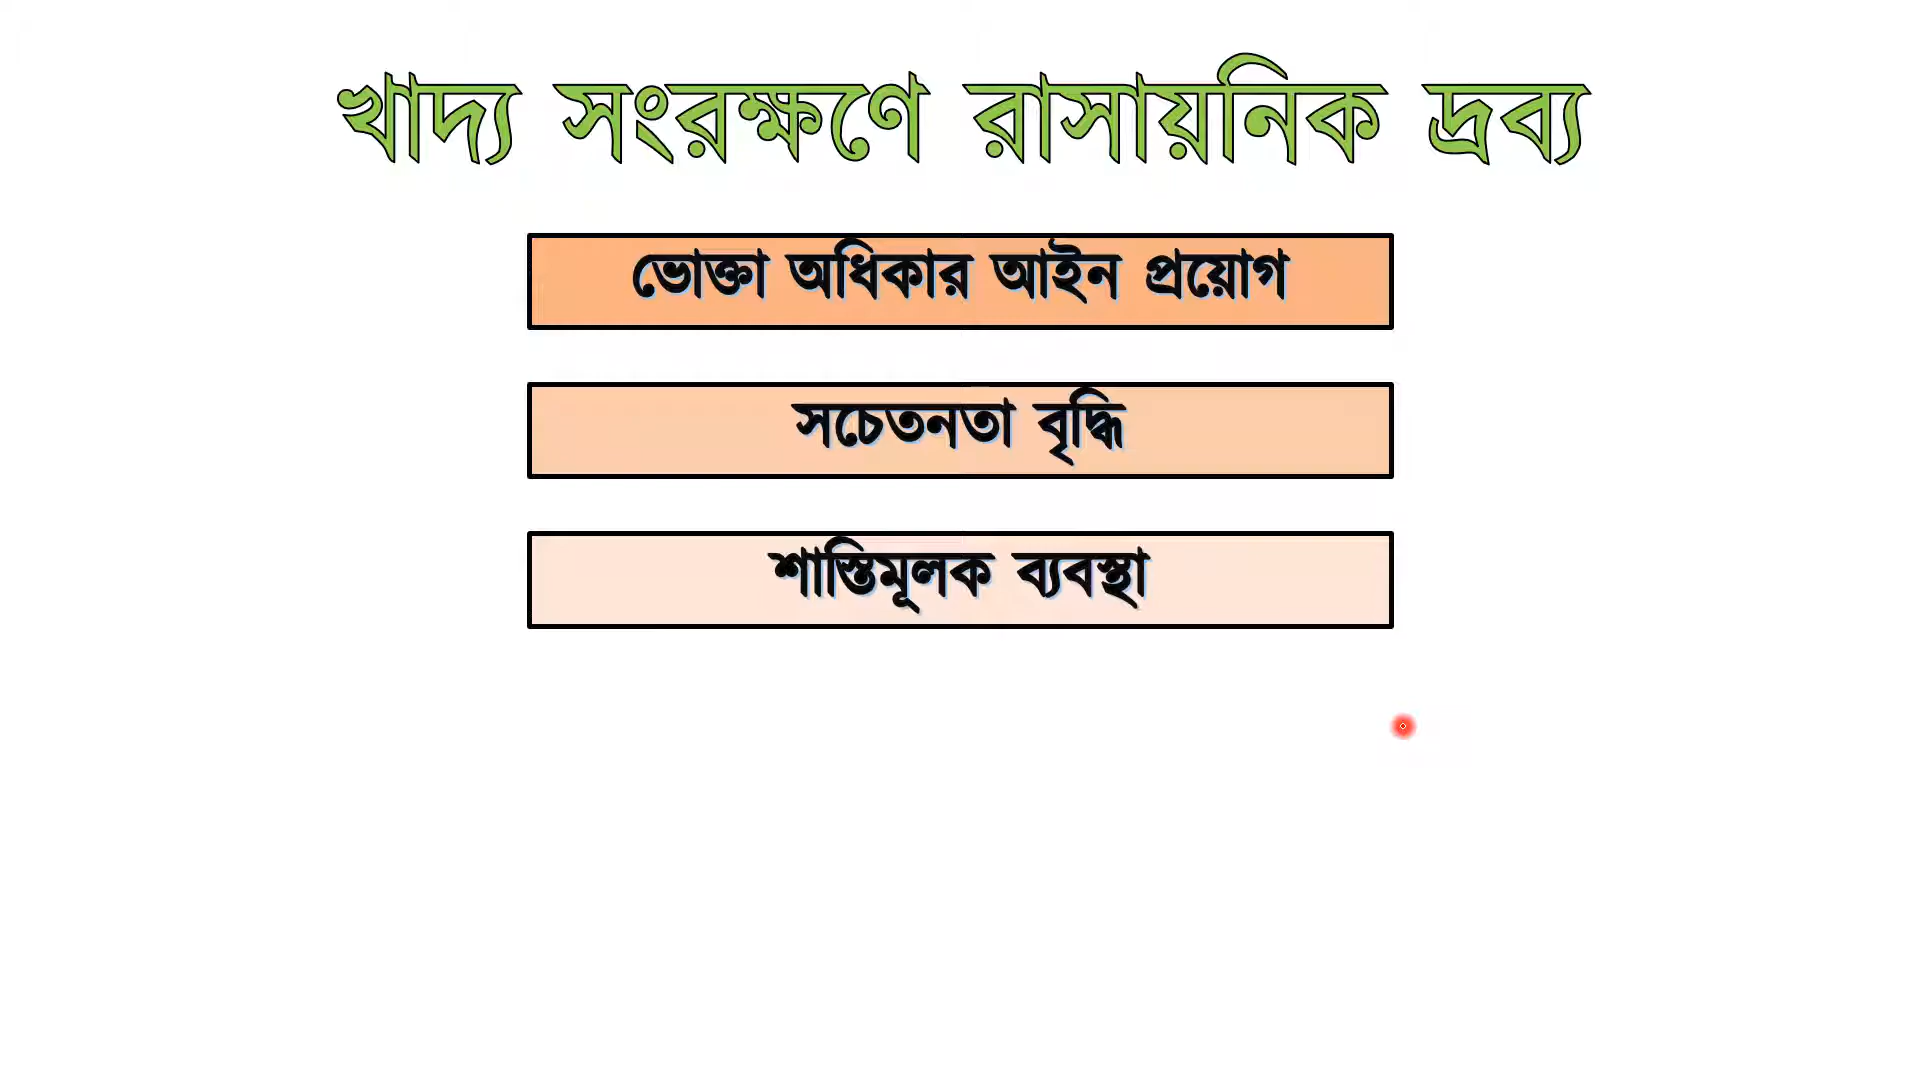 খাদ্য সংরক্ষণে রাসায়নিক দ্রব্য
ভোক্তা অধিকার আইন প্রয়োগ
সচেতনতা বৃদ্ধি
শাস্তিমূলক ব্যবস্থা